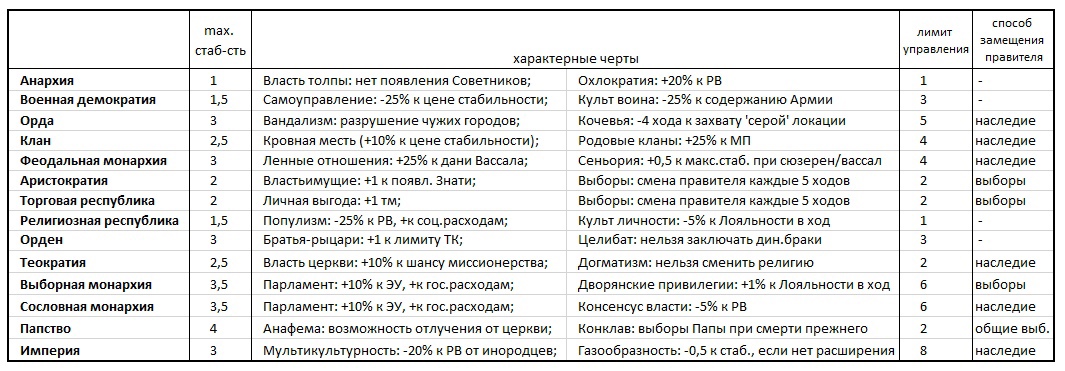 max. стаб-сть | характерные черты | лимит управления | способ замещения правителя
Анархия | 1 | Власть толпы: нет появления Советников; | Охлократия: +20% к РВ | 1 | -
Военная демократия | 1,5 | Самоуправление: -25% к цене стабильности; | Культ воина: -25% к содержанию Армии | 3 | -
Орда | 3 | Вандализм: разрушение чужих городов; | Кочевья: -4 хода к захвату 'серой' локации | 5 | наследие
Клан | 2,5 | Кровная месть (+10% к цене стабильности); | Родовые кланы: +25% к МП | 4 | наследие
Феодальная монархия | 3 | Ленные отношения: +25% к дани Вассала; | Сеньория: +0,5 к макс.стаб. при сюзерен/вассал | 4 | наследие
Аристократия | 2 | Властьимущие: +1 к появл. Знати; | Выборы: смена правителя каждые 5 ходов | 2 | выборы
Торговая республика | 2 | Личная выгода: +1 тм; | Выборы: смена правителя каждые 5 ходов | 2 | выборы
Религиозная республика | 1,5 | Популизм: -25% к РВ, +к соц.расходам; | Культ личности: -5% к Лояльности в ход | 1 | -
Орден | 3 | Братья-рыцари: +1 к лимиту ТК; | Целибат: нельзя заключать дин.браки | 3 | -
Теократия | 2,5 | Власть церкви: +10% к шансу миссионерства; | Догматизм: нельзя сменить религию | 2 | наследие
Выборная монархия | 3,5 | Парламент: +10% к ЭУ, +к гос.расходам; | Дворянские привилегии: +1% к Лояльности в ход | 6 | выборы
Сословная монархия | 3,5 | Парламент: +10% к ЭУ, +к гос.расходам; | Консенсус власти: -5% к РВ | 6 | наследие
Папство | 4 | Анафема: возможность отлучения от церкви; | Конклав: выборы Папы при смерти прежнего | 2 | общие выб.
Империя | 3 | Мультикультурность: -20% к РВ от инородцев; | Газообразность: -0,5 к стаб., если нет расширения | 8 | наследие